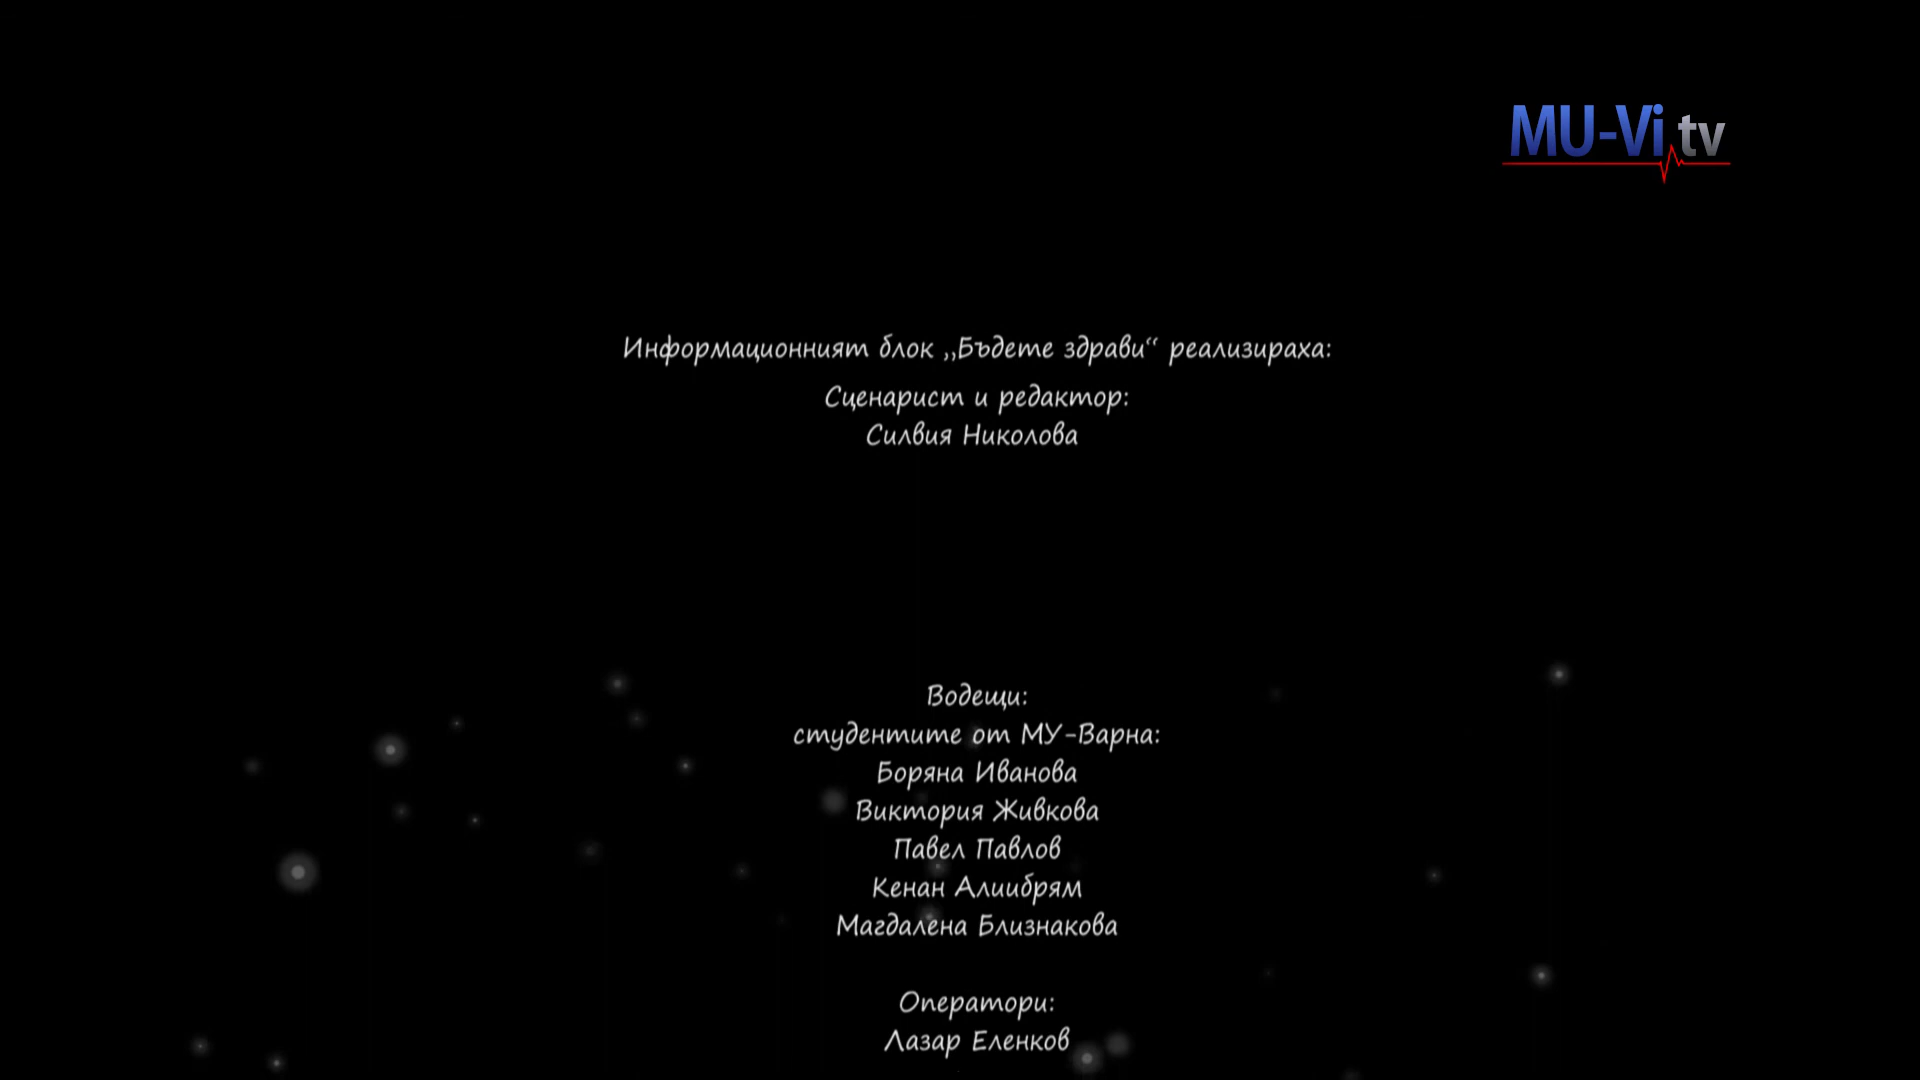 MU-Vi.tv
Информационният блок „Бъдете здрави“ реализираха:
Сценарист и редактор:
Силвия Николова
Водещи:
студентите от МУ-Варна:
Боряна Иванова
Виктория Живкова
Павел Павлов
Кенан Алиибрям
Магдалена Близнакова
Оператори:
Лазар Еленков